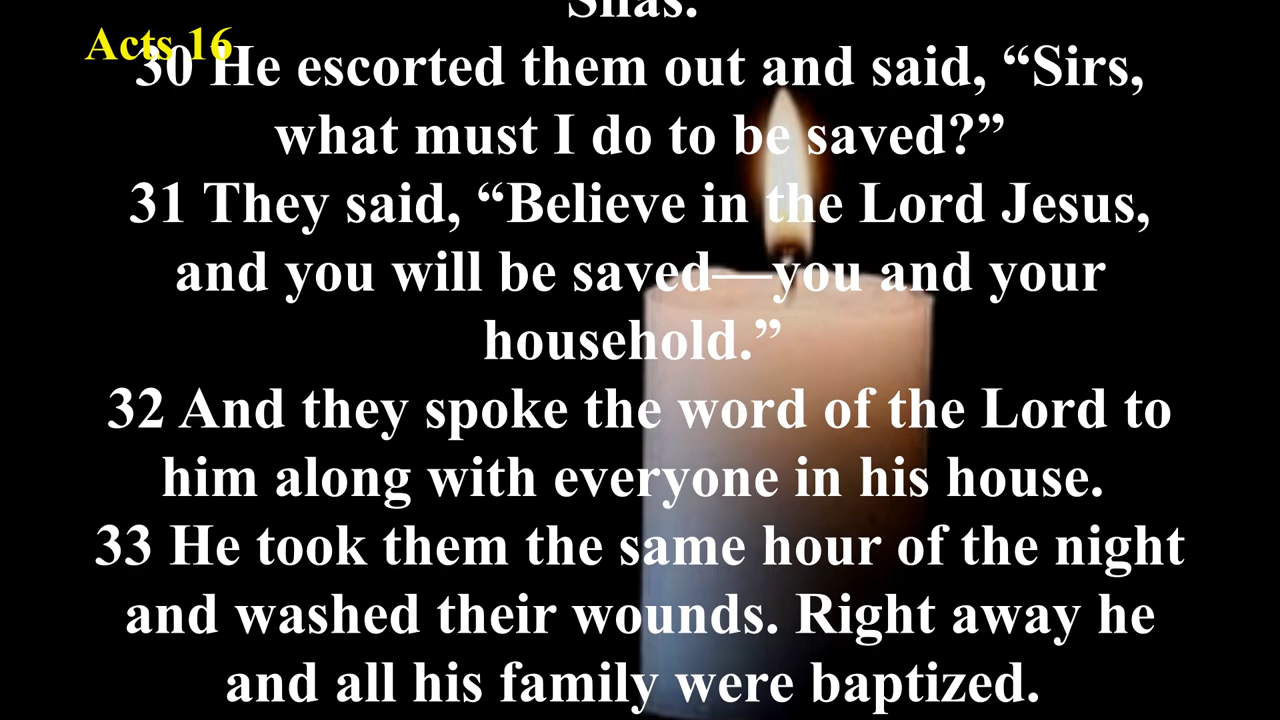 Silas.
Acts 16
30 He escorted them out and said, “Sirs,
what must I do to be saved?”
31 They said, “Believe in the Lord Jesus,
and you will be saved—you and your
household.”
32 And they spoke the word of the Lord to
him along with everyone in his house.
33 He took them the same hour of the night
and washed their wounds. Right away he
and all his family were baptized.